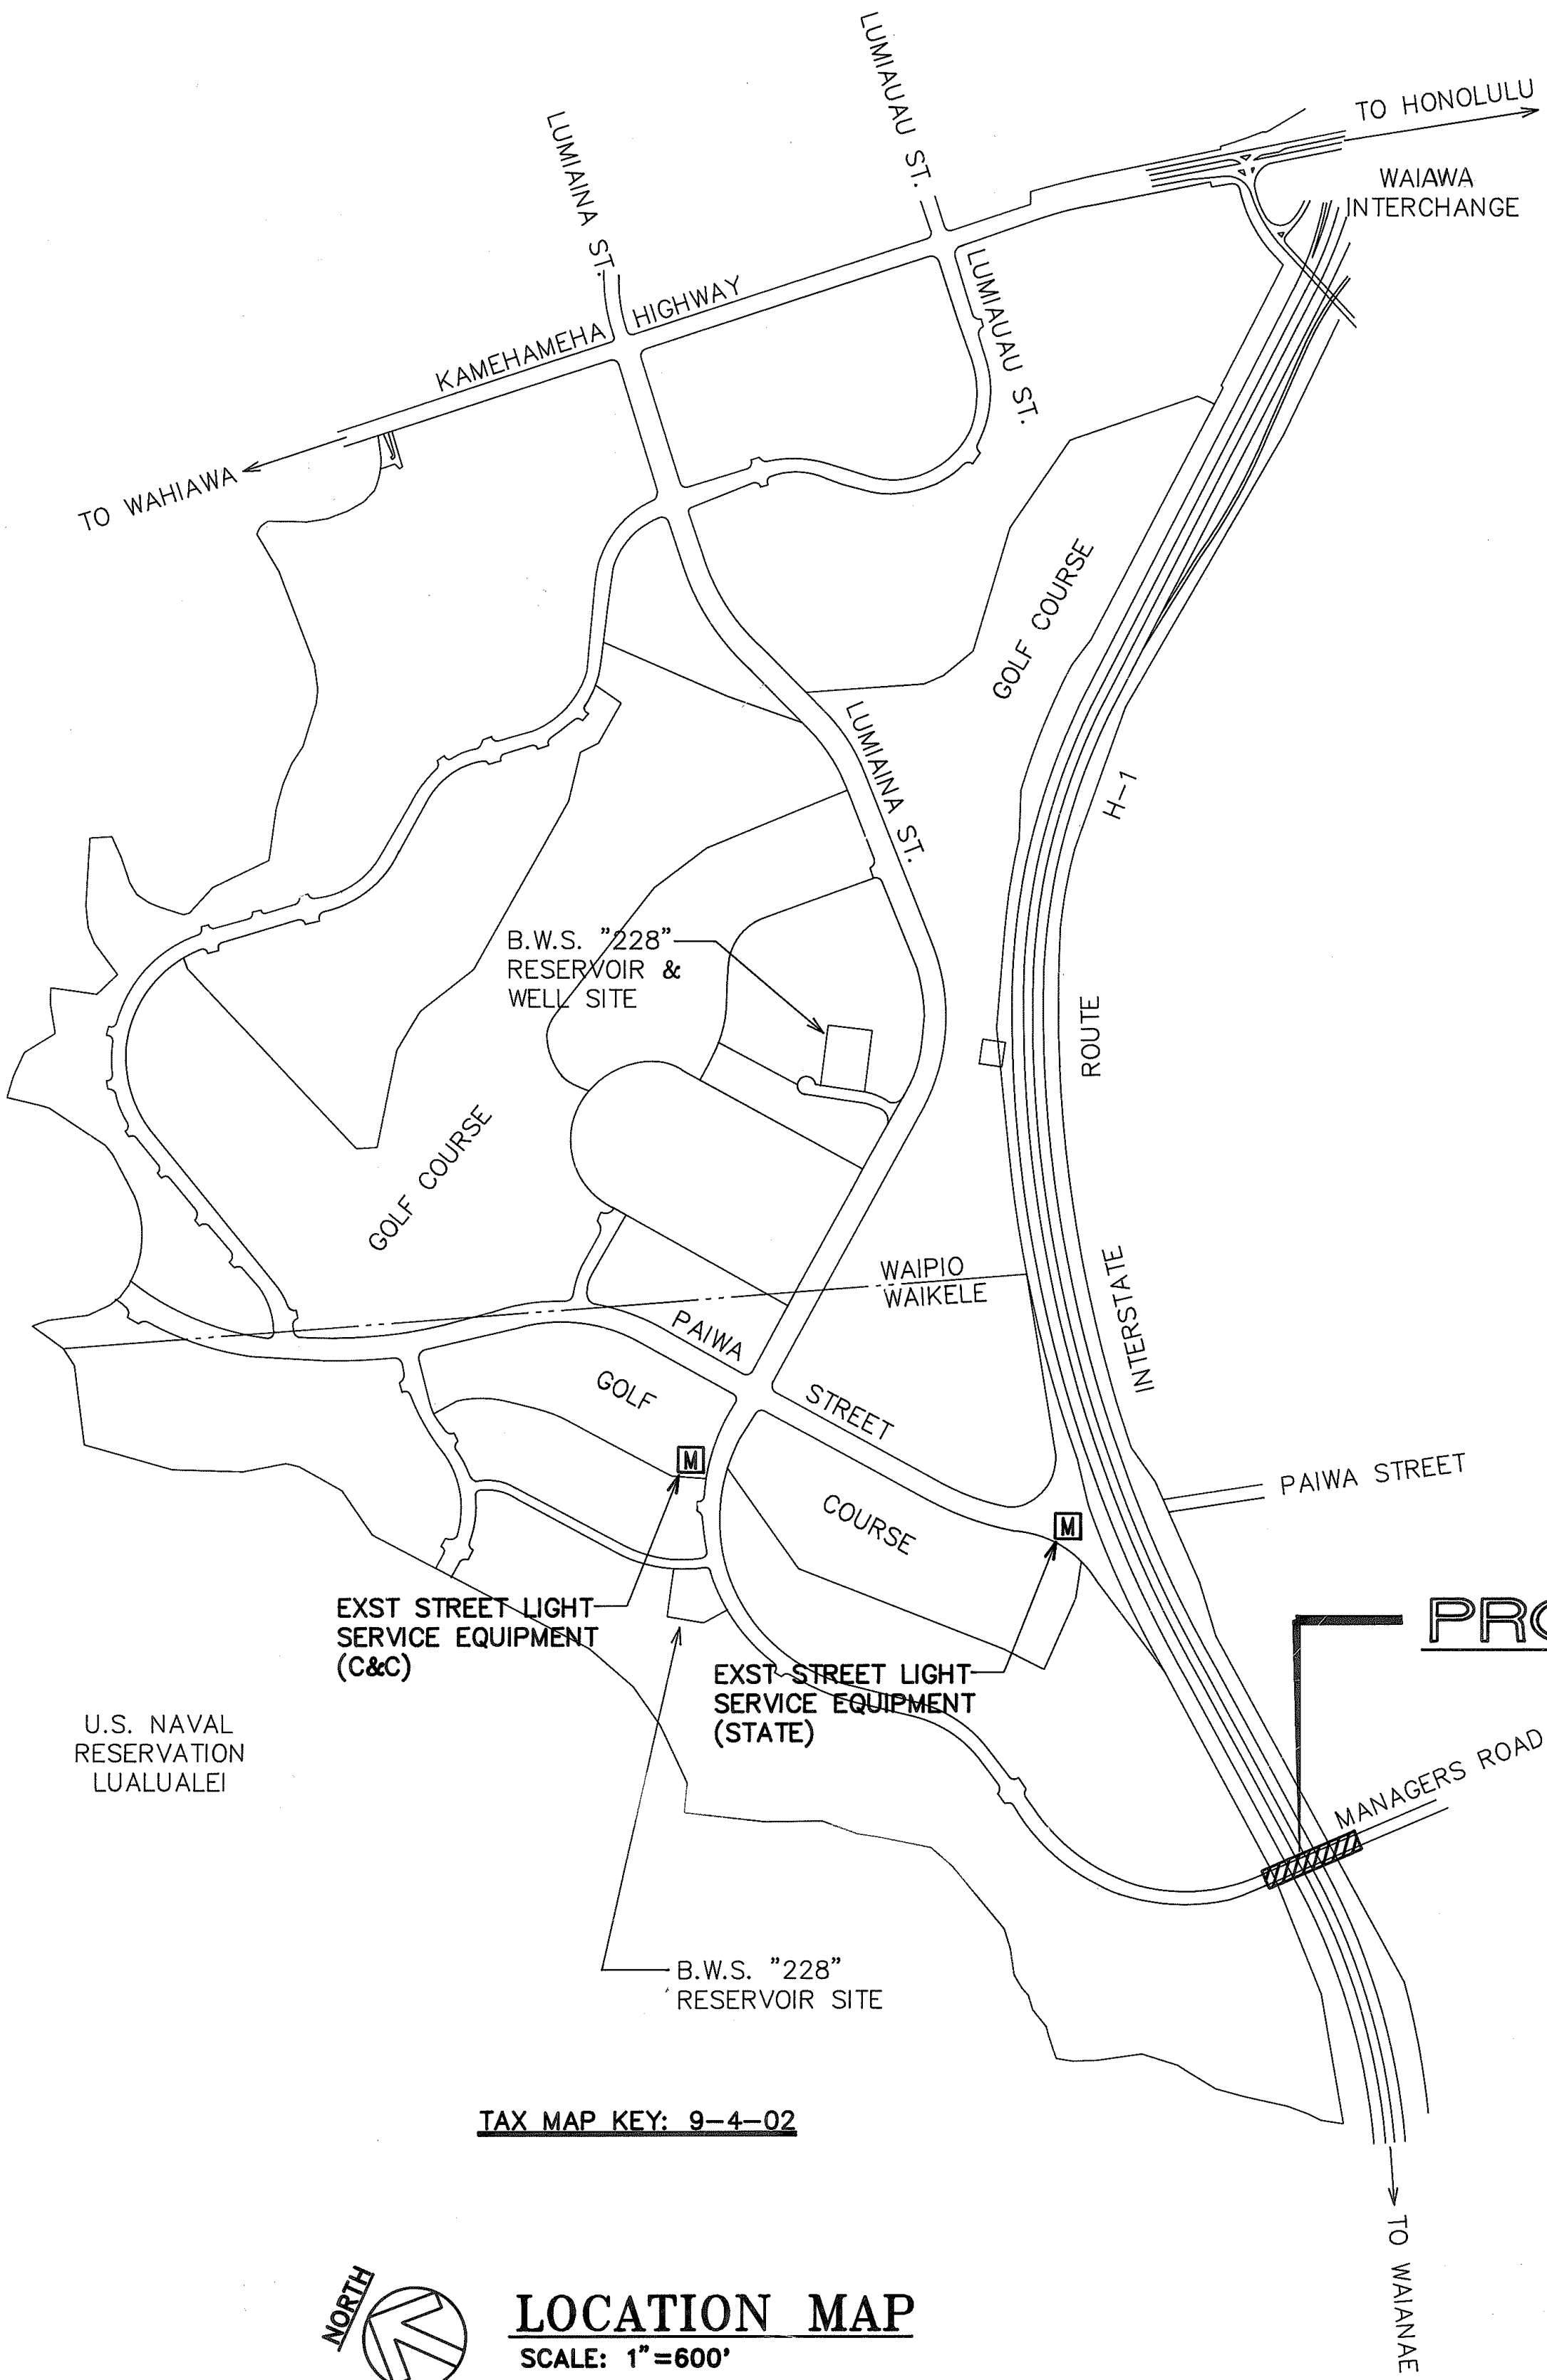 LUMIAUAU ST.
LUMIAINA ST.
TO HONOLULU
WAIAWA
INTERCHANGE
KAMEHAMEHA HIGHWAY
LUMIAUAU ST.
TO WAHIAWA
GOLF COURSE
LUMIAINA ST.
H-1
B.W.S. "228"
RESERVOIR &
WELL SITE
ROUTE
GOLF COURSE
WAIPIO
WAIKELE
INTERSTATE
PAIWA
STREET
GOLF
COURSE
M
PAIWA STREET
M
EXST STREET LIGHT
SERVICE EQUIPMENT
(C&C)
EXST STREET LIGHT
SERVICE EQUIPMENT
(STATE)
PRO
U.S. NAVAL
RESERVATION
LUALUALEI
MANAGERS ROAD
B.W.S. "228"
RESERVOIR SITE
TAX MAP KEY: 9-4-02
TO WAIANAE
NORTH
LOCATION MAP
SCALE: 1"=600'